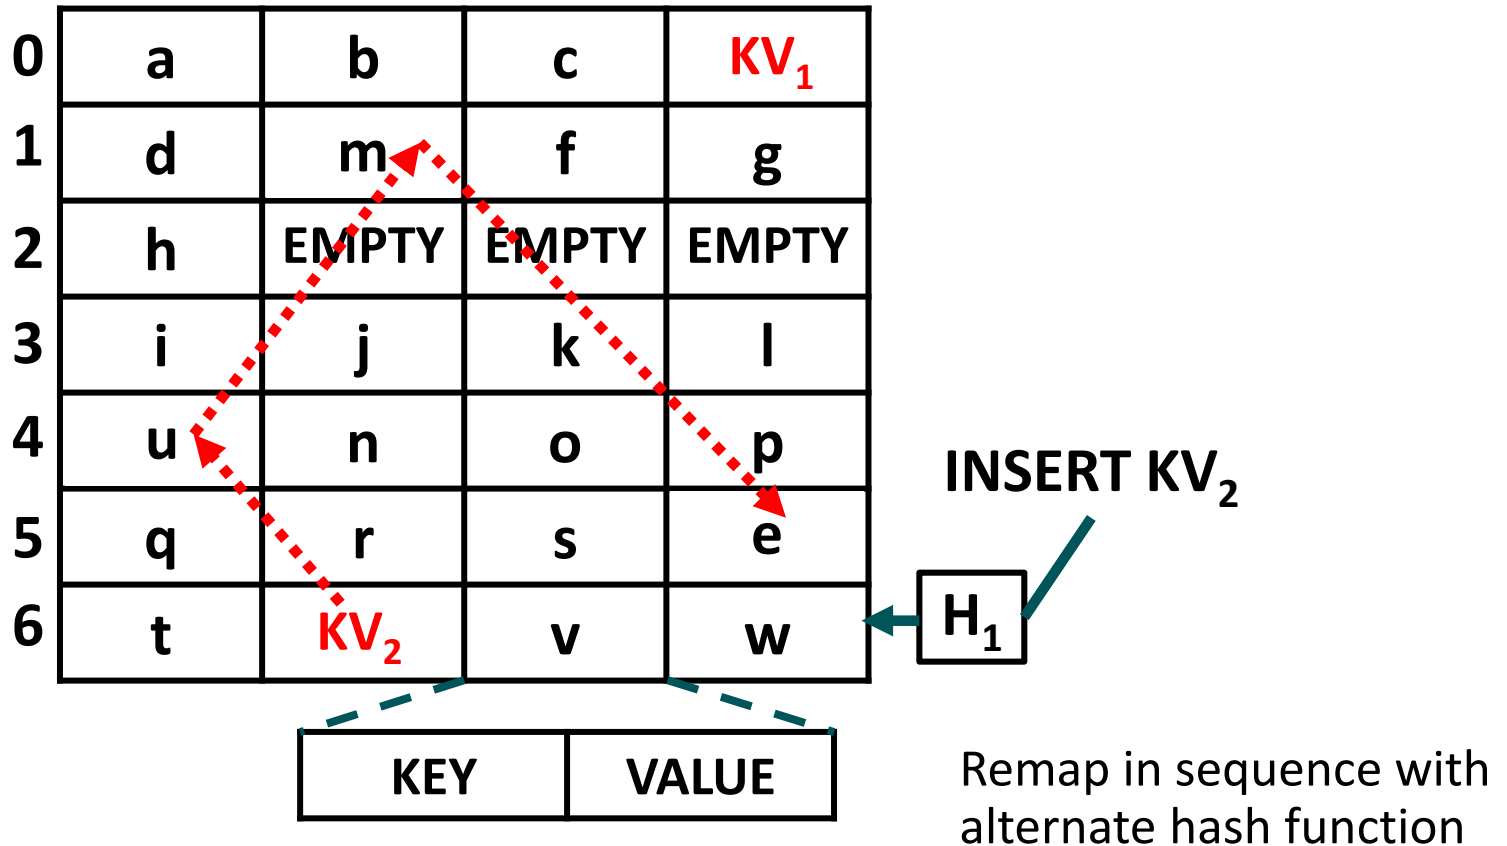 0 a b c KV₁
1 d m f g
2 h EMPTY EMPTY EMPTY
3 i j k l
4 u n o p
5 q r s e
6 t KV₂ v w
INSERT KV₂
H₁
KEY VALUE
Remap in sequence with
alternate hash function